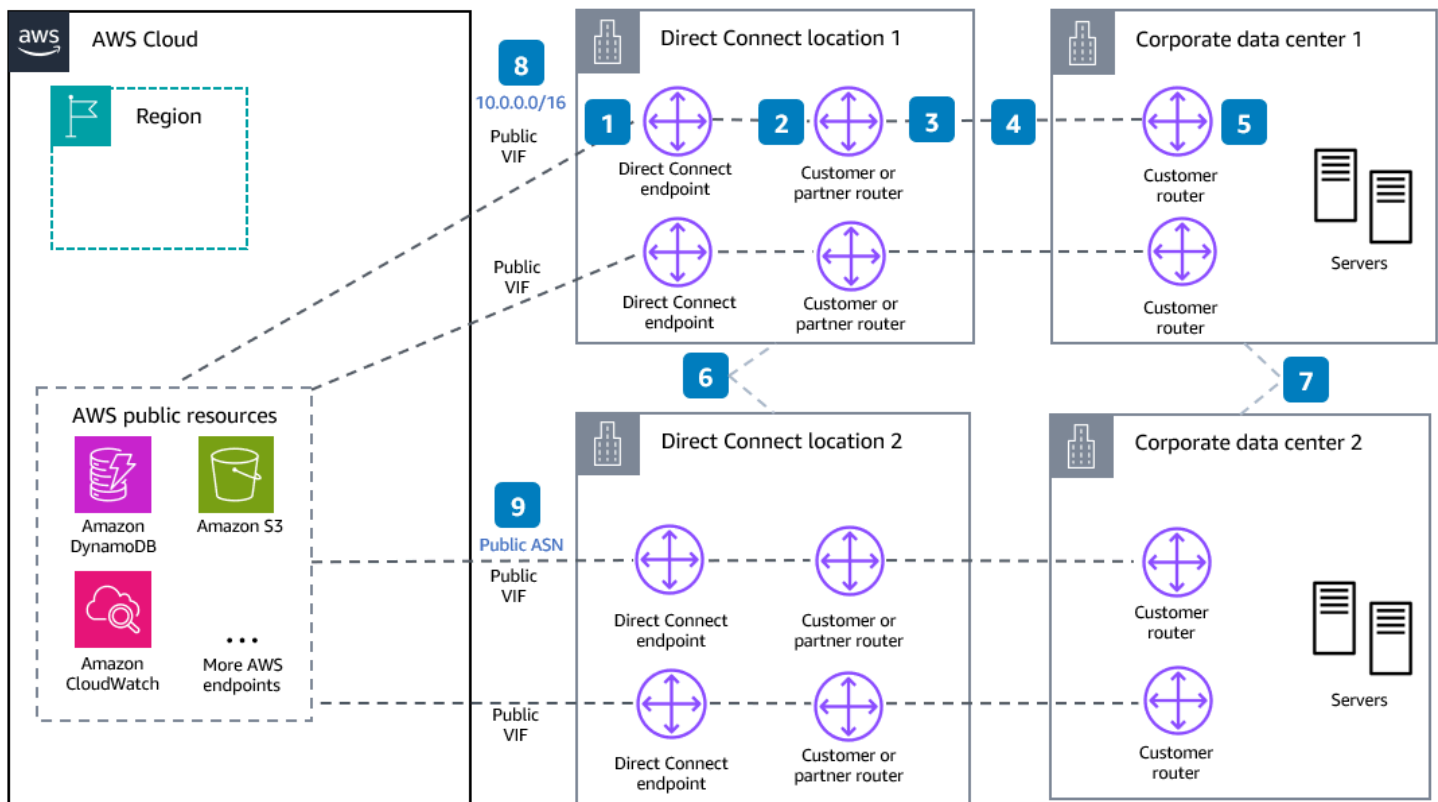 aws
AWS Cloud
Region
8
10.0.0.0/16
Public
VIF
Public
VIF
Direct Connect location 1
1
2
3
Direct Connect
endpoint
Customer or
partner router
Direct Connect
endpoint
Customer or
partner router
4
Corporate data center 1
5
Customer
router
Customer
router
Servers
6
7
AWS public resources
Amazon
DynamoDB
Amazon S3
Amazon
CloudWatch
...
More AWS
endpoints
9
Public ASN
Public
VIF
Public
VIF
Direct Connect location 2
Direct Connect
endpoint
Customer or
partner router
Direct Connect
endpoint
Customer or
partner router
Corporate data center 2
Customer
router
Customer
router
Servers